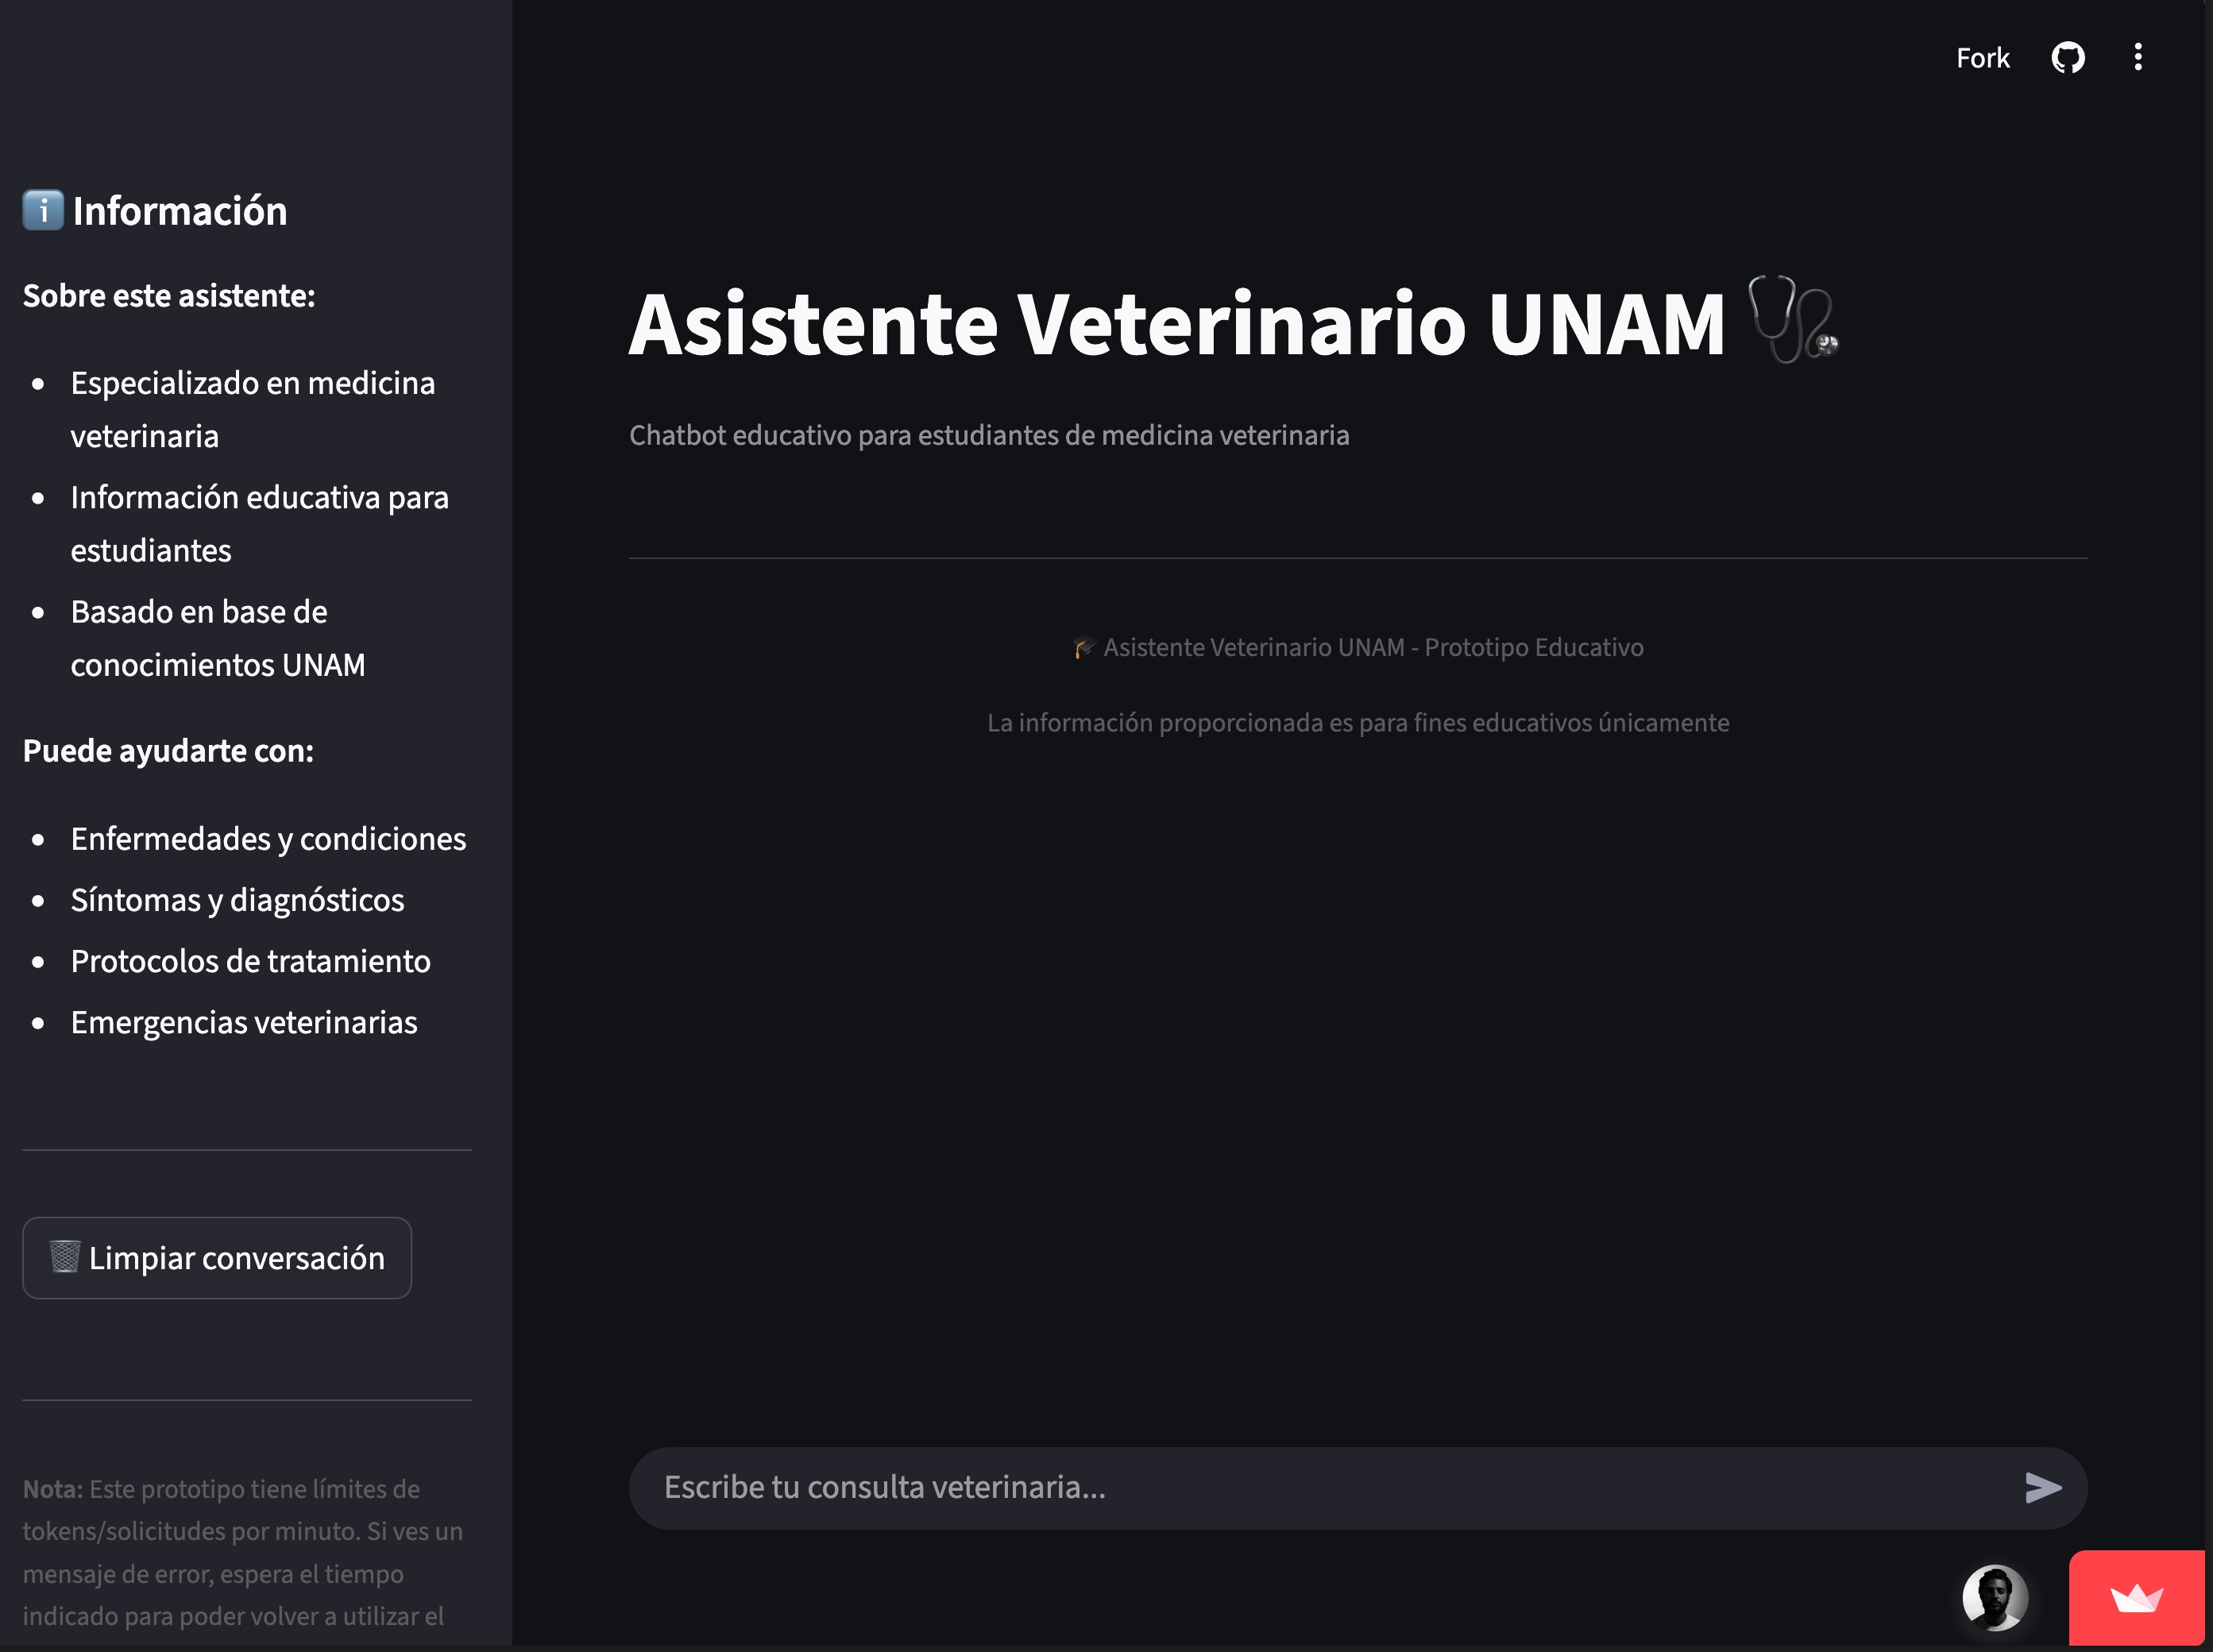 Fork
Información
Sobre este asistente:
Especializado en medicina
veterinaria
Información educativa para
estudiantes
Basado en base de
conocimientos UNAM
Puede ayudarte con:
Enfermedades y condiciones
Síntomas y diagnósticos
Protocolos de tratamiento
Emergencias veterinarias
Limpiar conversación
Nota: Este prototipo tiene límites de
tokens/solicitudes por minuto. Si ves un
mensaje de error, espera el tiempo
indicado para poder volver a utilizar el
Asistente Veterinario UNAM
Chatbot educativo para estudiantes de medicina veterinaria
Asistente Veterinario UNAM - Prototipo Educativo
La información proporcionada es para fines educativos únicamente
Escribe tu consulta veterinaria...